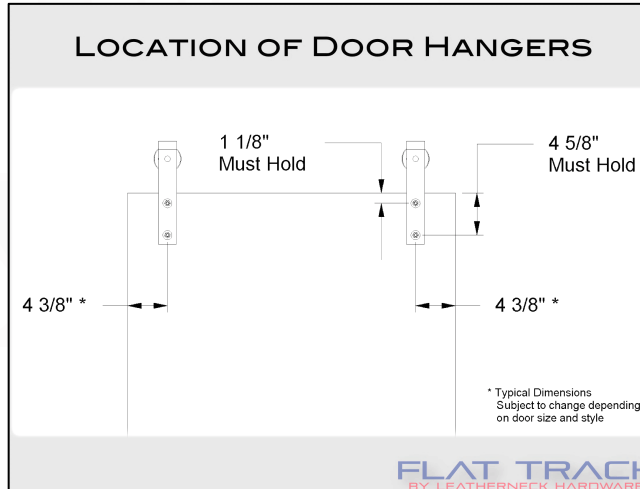 LOCATION OF DOOR HANGERS
1 1/8"
Must Hold
4 5/8"
Must Hold
4 3/8" *
4 3/8" *
* Typical Dimensions
Subject to change depending
on door size and style
FLAT TRACK
BY LEATHERNECK HARDWARE